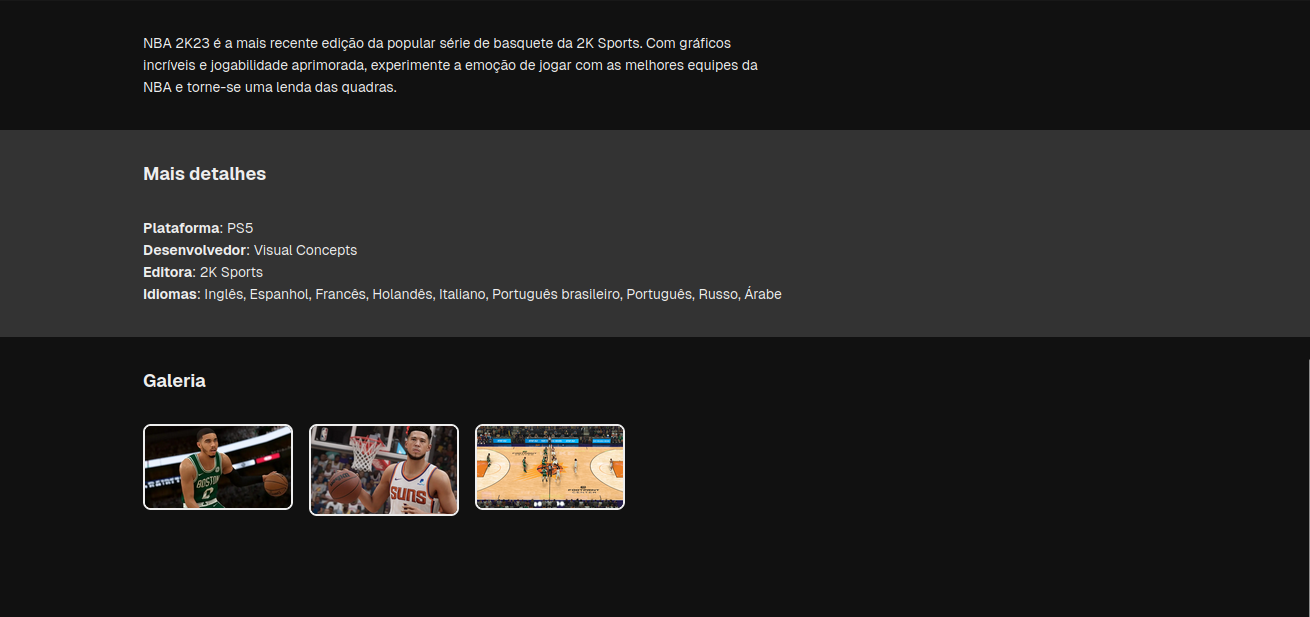 NBA 2K23 é a mais recente edição da popular série de basquete da 2K Sports. Com gráficos
incríveis e jogabilidade aprimorada, experimente a emoção de jogar com as melhores equipes da
NBA e torne-se uma lenda das quadras.
Mais detalhes
Plataforma: PS5
Desenvolvedor: Visual Concepts
Editora: 2K Sports
Idiomas: Inglês, Espanhol, Francês, Holandês, Italiano, Português brasileiro, Português, Russo, Árabe
Galeria
BOSTON
SUNS